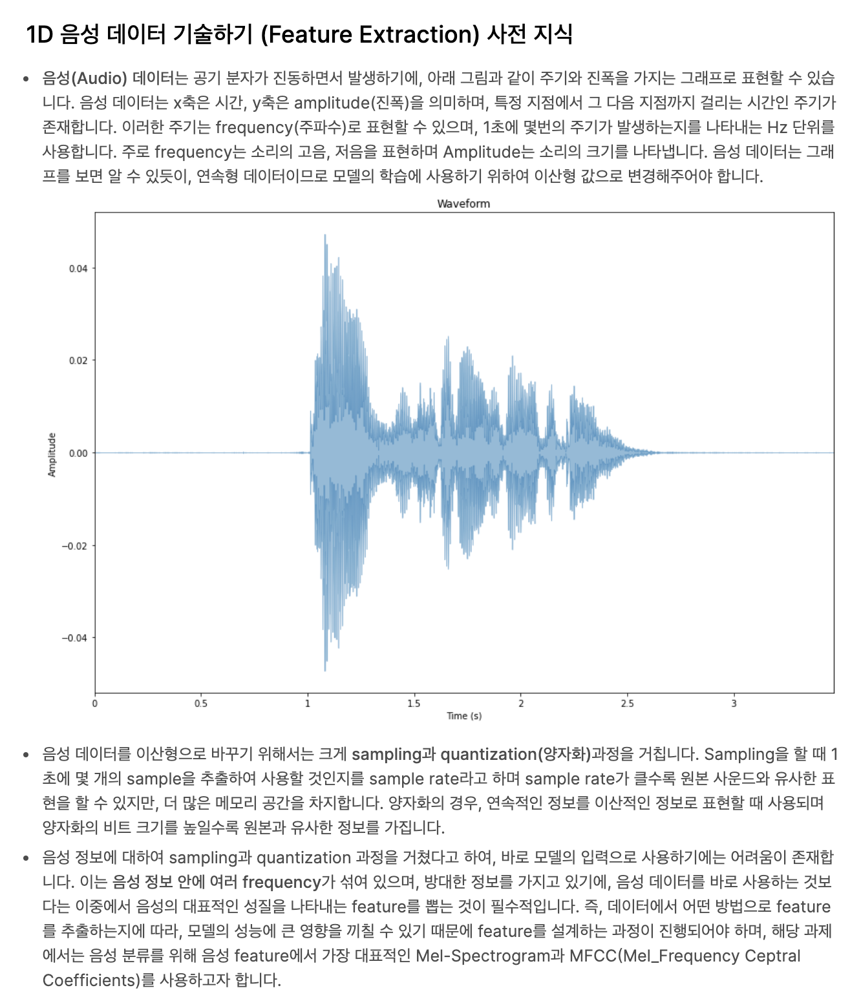 1D 음성 데이터 기술하기 (Feature Extraction) 사전 지식
• 음성(Audio) 데이터는 공기 분자가 진동하면서 발생하기에, 아래 그림과 같이 주기와 진폭을 가지는 그래프로 표현할 수 있습
니다. 음성 데이터는 x축은 시간, y축은 amplitude(진폭)을 의미하며, 특정 지점에서 그 다음 지점까지 걸리는 시간인 주기가
존재합니다. 이러한 주기는 frequency(주파수)로 표현할 수 있으며, 1초에 몇번의 주기가 발생하는지를 나타내는 Hz 단위를
사용합니다. 주로 frequency는 소리의 고음, 저음을 표현하며 Amplitude는 소리의 크기를 나타냅니다. 음성 데이터는 그래
프를 보면 알 수 있듯이, 연속형 데이터이므로 모델의 학습에 사용하기 위하여 이산형 값으로 변경해주어야 합니다.
Waveform
0.04
0.02
0.00
−0.02
−0.04
Amplitude
0 0.5 1 1.5 2 2.5 3
Time (s)
• 음성 데이터를 이산형으로 바꾸기 위해서는 크게 sampling과 quantization(양자화)과정을 거칩니다. Sampling을 할 때 1
초에 몇 개의 sample을 추출하여 사용할 것인지를 sample rate라고 하며 sample rate가 클수록 원본 사운드와 유사한 표
현을 할 수 있지만, 더 많은 메모리 공간을 차지합니다. 양자화의 경우, 연속적인 정보를 이산적인 정보로 표현할 때 사용되며
양자화의 비트 크기를 높일수록 원본과 유사한 정보를 가집니다.
• 음성 정보에 대하여 sampling과 quantization 과정을 거쳤다고 하여, 바로 모델의 입력으로 사용하기에는 어려움이 존재합
니다. 이는 음성 정보 안에 여러 frequency가 섞여 있으며, 방대한 정보를 가지고 있기에, 음성 데이터를 바로 사용하는 것보
다는 이중에서 음성의 대표적인 성질을 나타내는 feature를 뽑는 것이 필수적입니다. 즉, 데이터에서 어떤 방법으로 feature
를 추출하는지에 따라, 모델의 성능에 큰 영향을 끼칠 수 있기 때문에 feature를 설계하는 과정이 진행되어야 하며, 해당 과제
에서는 음성 분류를 위해 음성 feature에서 가장 대표적인 Mel-Spectrogram과 MFCC(Mel_Frequency Ceptral
Coefficients)를 사용하고자 합니다.